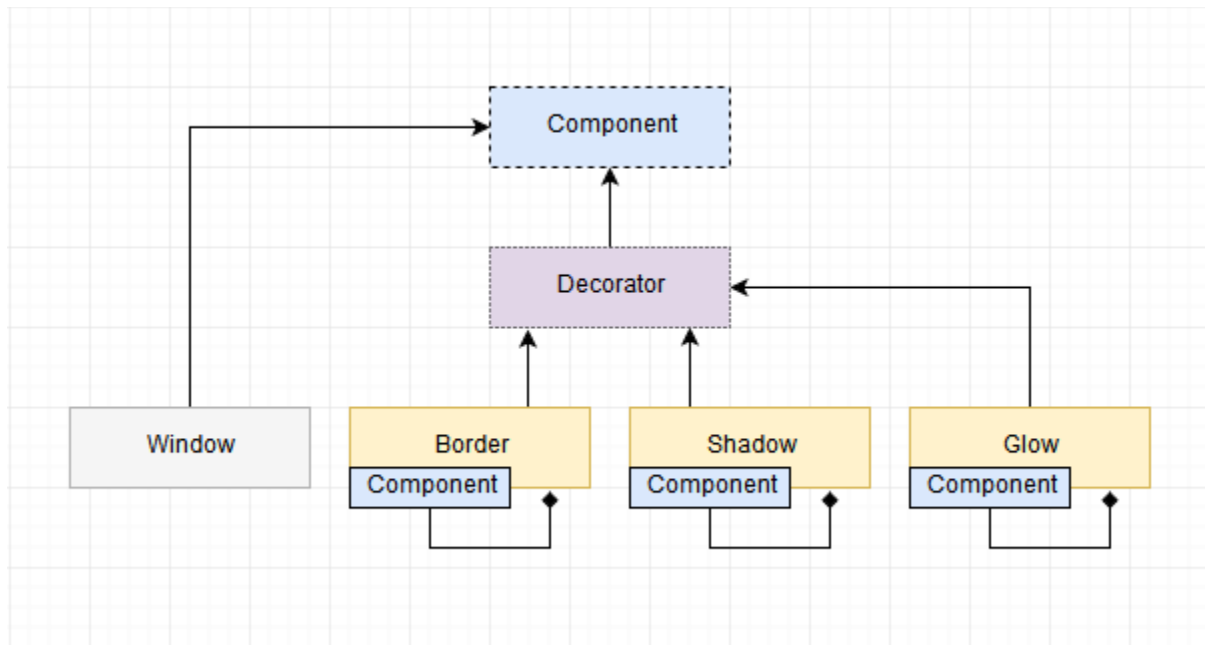 Component
Decorator
Window
Border
Shadow
Glow
Component
Component
Component